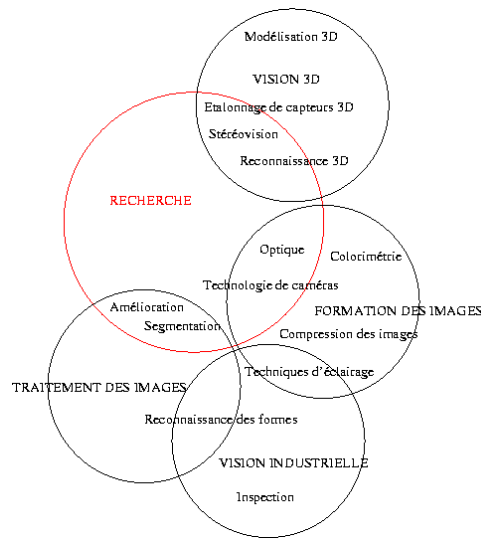 Modélisation 3D
VISION 3D
Etalonnage de capteurs 3D
Stéréovision
Reconnaissance 3D
RECHERCHE
Optique
Colorimétrie
Technologie de caméras
Amélioration
FORMATION DES IMAGES
Segmentation
Compression des images
Techniques d'éclairage
TRAITEMENT DES IMAGES
Reconnaissance des formes
VISION INDUSTRIELLE
Inspection